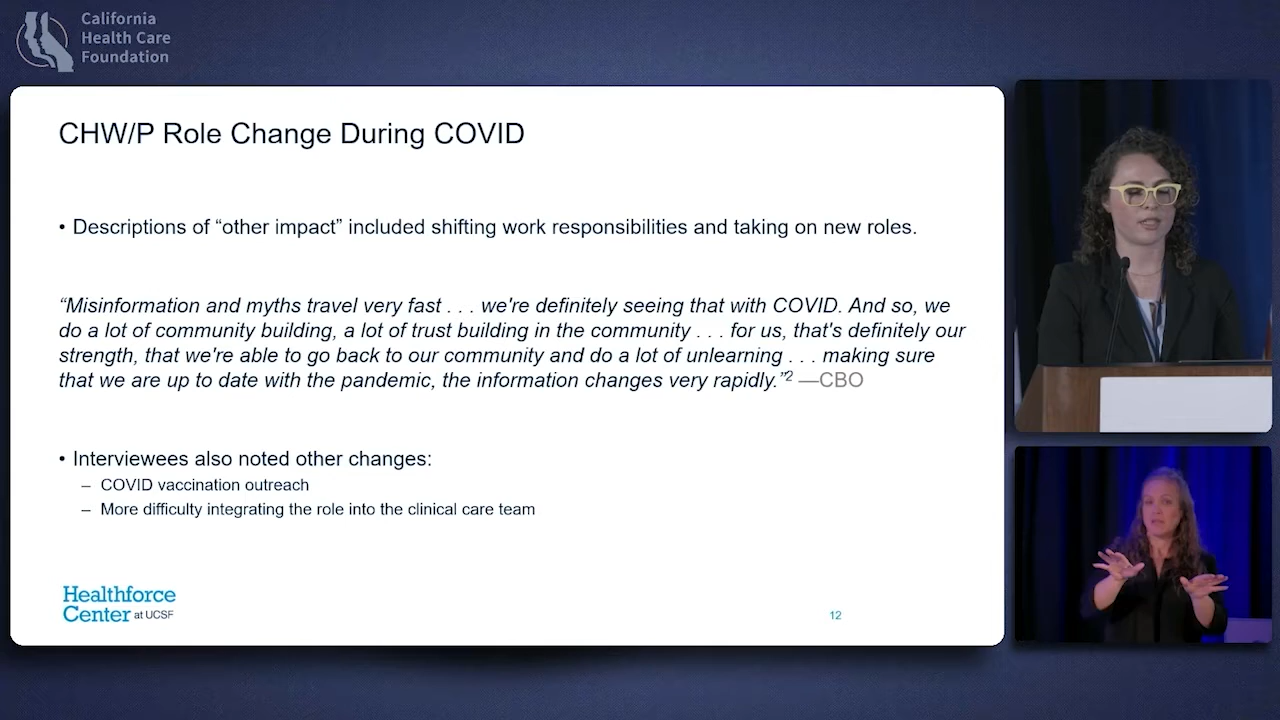 California
Health Care
Foundation
CHW/P Role Change During COVID
• Descriptions of “other impact” included shifting work responsibilities and taking on new roles.
“Misinformation and myths travel very fast . . . we're definitely seeing that with COVID. And so, we
do a lot of community building, a lot of trust building in the community . . . for us, that's definitely our
strength, that we're able to go back to our community and do a lot of unlearning . . . making sure
that we are up to date with the pandemic, the information changes very rapidly.”2 —CBO
• Interviewees also noted other changes:
– COVID vaccination outreach
– More difficulty integrating the role into the clinical care team
Healthforce
Center at UCSF
12